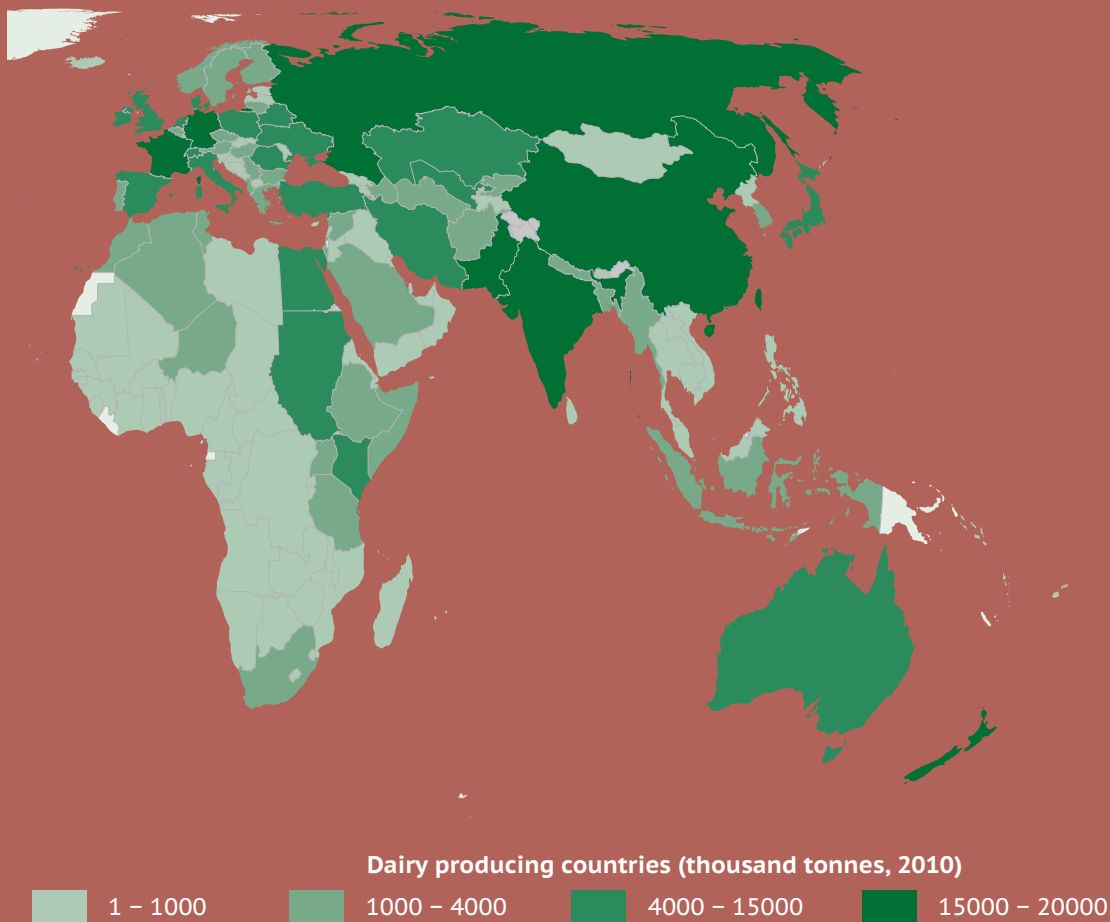 Dairy producing countries (thousand tonnes, 2010)
1 – 1000
1000 – 4000
4000 – 15000
15000 – 20000